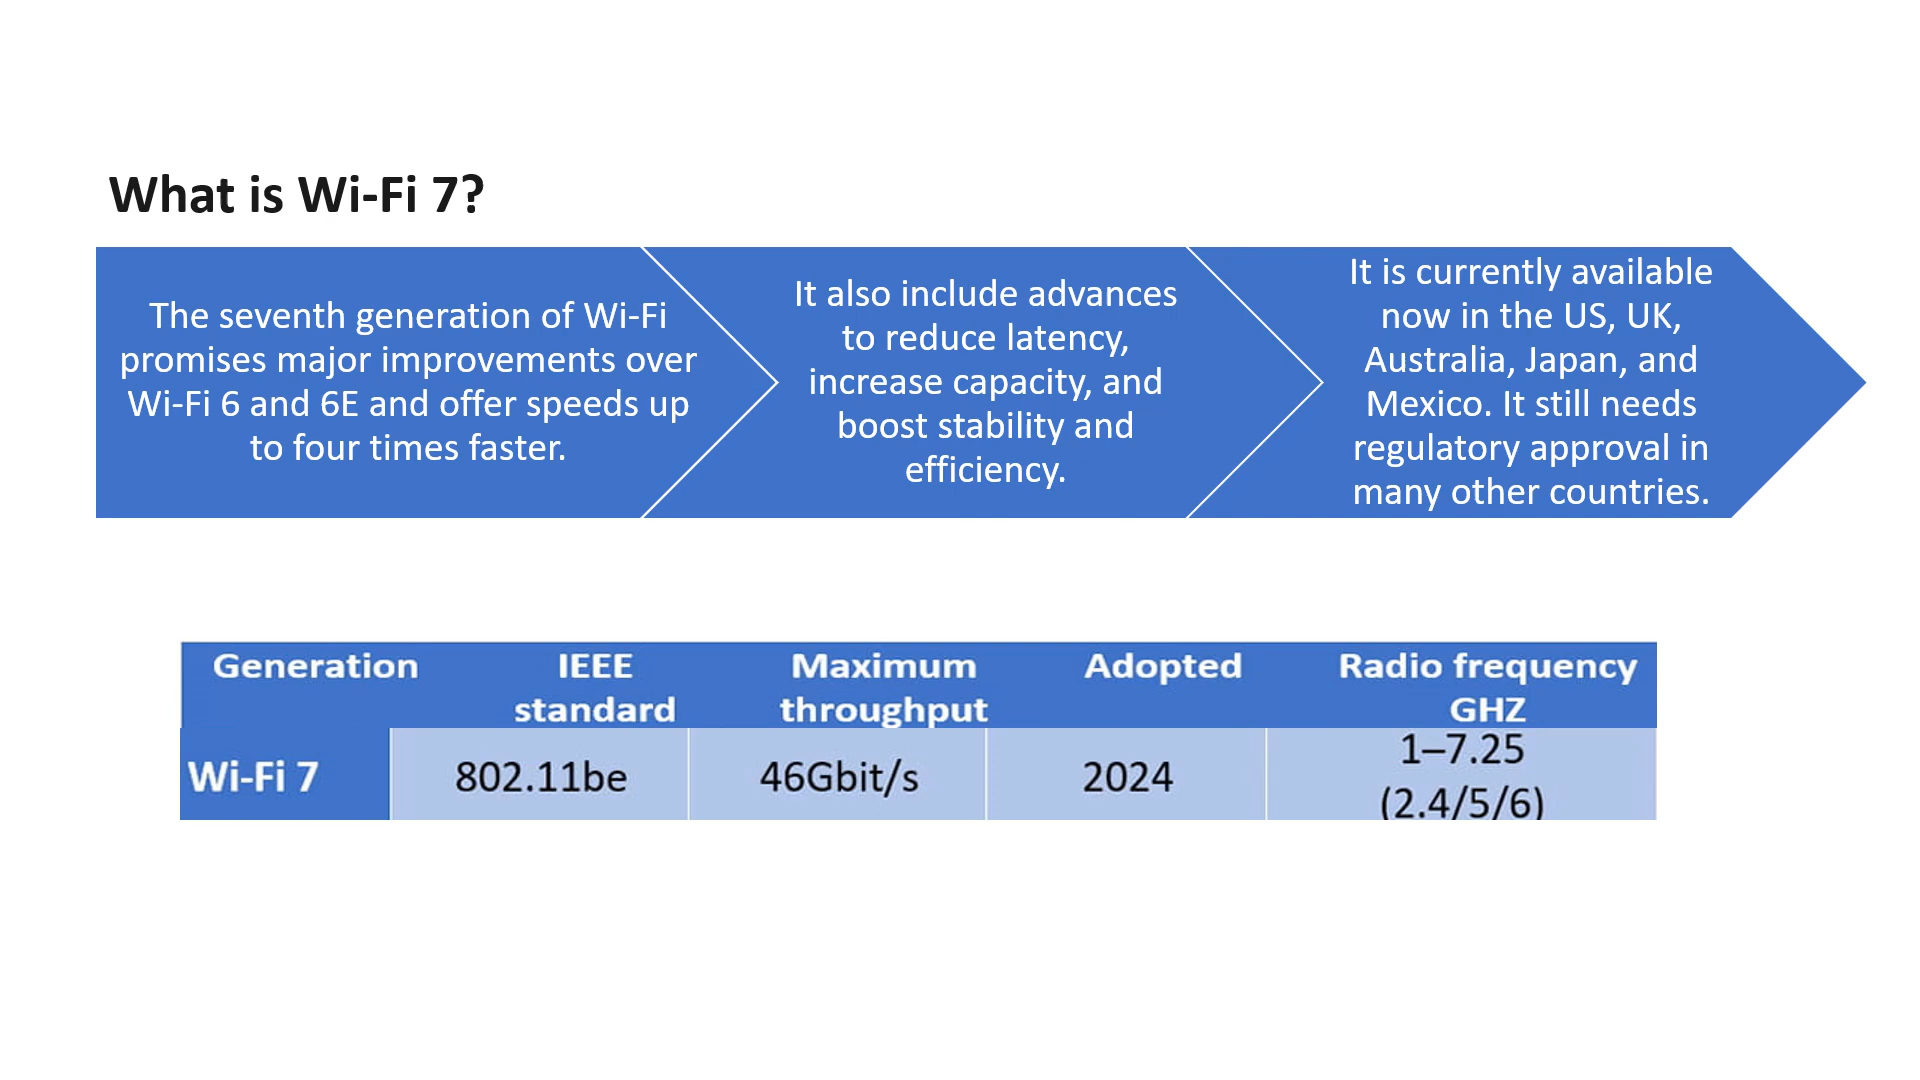 What is Wi-Fi 7?
The seventh generation of Wi-Fi
promises major improvements over
Wi-Fi 6 and 6E and offer speeds up
to four times faster.
It also include advances
to reduce latency,
increase capacity, and
boost stability and
efficiency.
It is currently available
now in the US, UK,
Australia, Japan, and
Mexico. It still needs
regulatory approval in
many other countries.
Generation
IEEE
standard
Maximum
throughput
Adopted
Radio frequency
GHZ
Wi-Fi 7
802.11be
46Gbit/s
2024
1–7.25
(2.4/5/6)